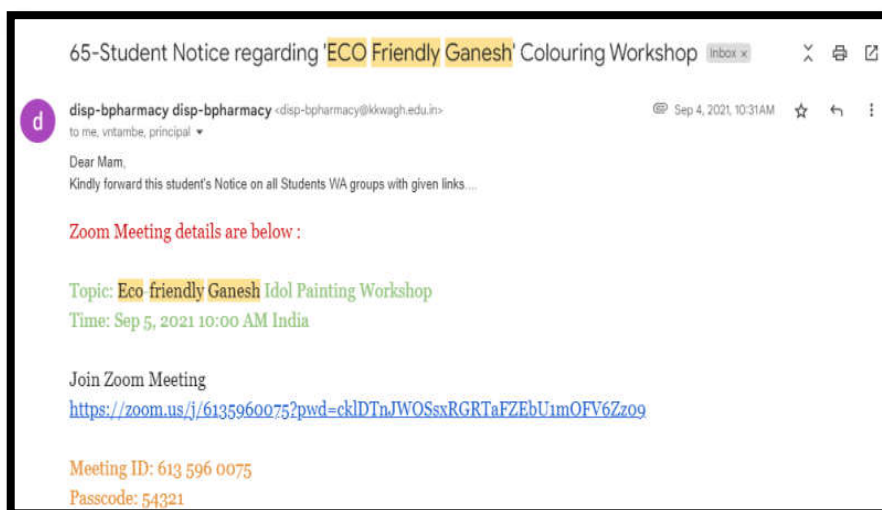 65-Student Notice regarding 'ECO Friendly Ganesh' Colouring Workshop Inbox x
disp-bpharmacy disp-bpharmacy <disp-bpharmacy@kkwagh.edu.in> Sep 4, 2021, 10:31 AM
d
to me, vntambe, principal
Dear Mam,
Kindly forward this student's Notice on all Students WA groups with given links....
Zoom Meeting details are below :
Topic: Eco-friendly Ganesh Idol Painting Workshop
Time: Sep 5, 2021 10:00 AM India
Join Zoom Meeting
https://zoom.us/j/6135960075?pwd=cklDTnJWOSsxRGRTaFZEbU1mOFV6Zz09
Meeting ID: 613 596 0075
Passcode: 54321